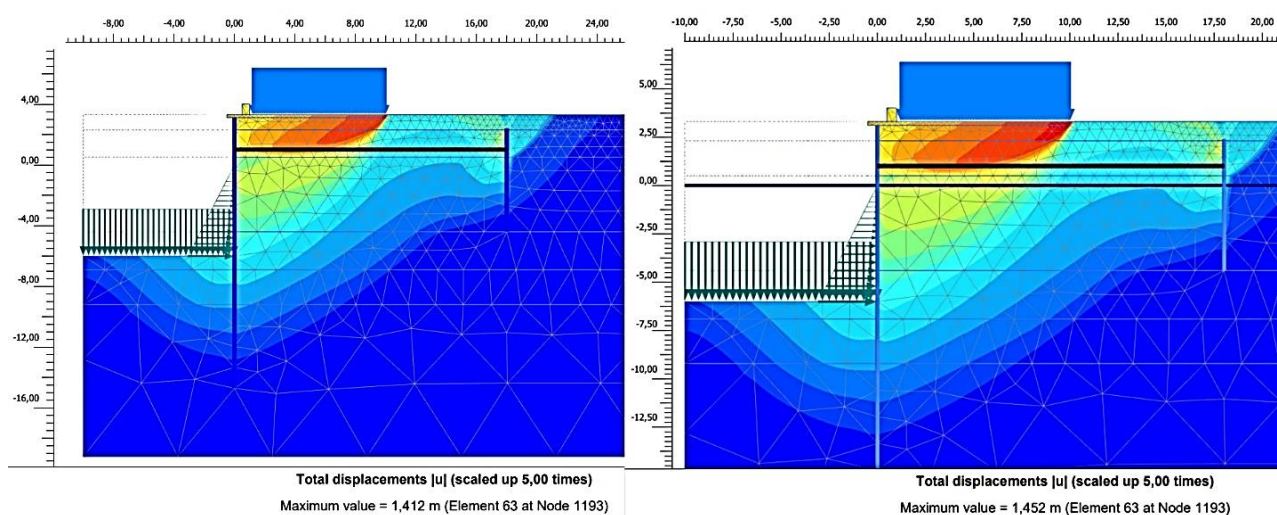 -8,00 -4,00 0,00 4,00 8,00 12,00 16,00 20,00 24,00
4,00
0,00
-4,00
-8,00
-12,00
-16,00
Total displacements |u| (scaled up 5,00 times)
Maximum value = 1,412 m (Element 63 at Node 1193)
-10,00 -7,50 -5,00 -2,50 0,00 2,50 5,00 7,50 10,00 12,50 15,00 17,50 20,00
5,00
2,50
0,00
-2,50
-5,00
-7,50
-10,00
-12,50
Total displacements |u| (scaled up 5,00 times)
Maximum value = 1,452 m (Element 63 at Node 1193)